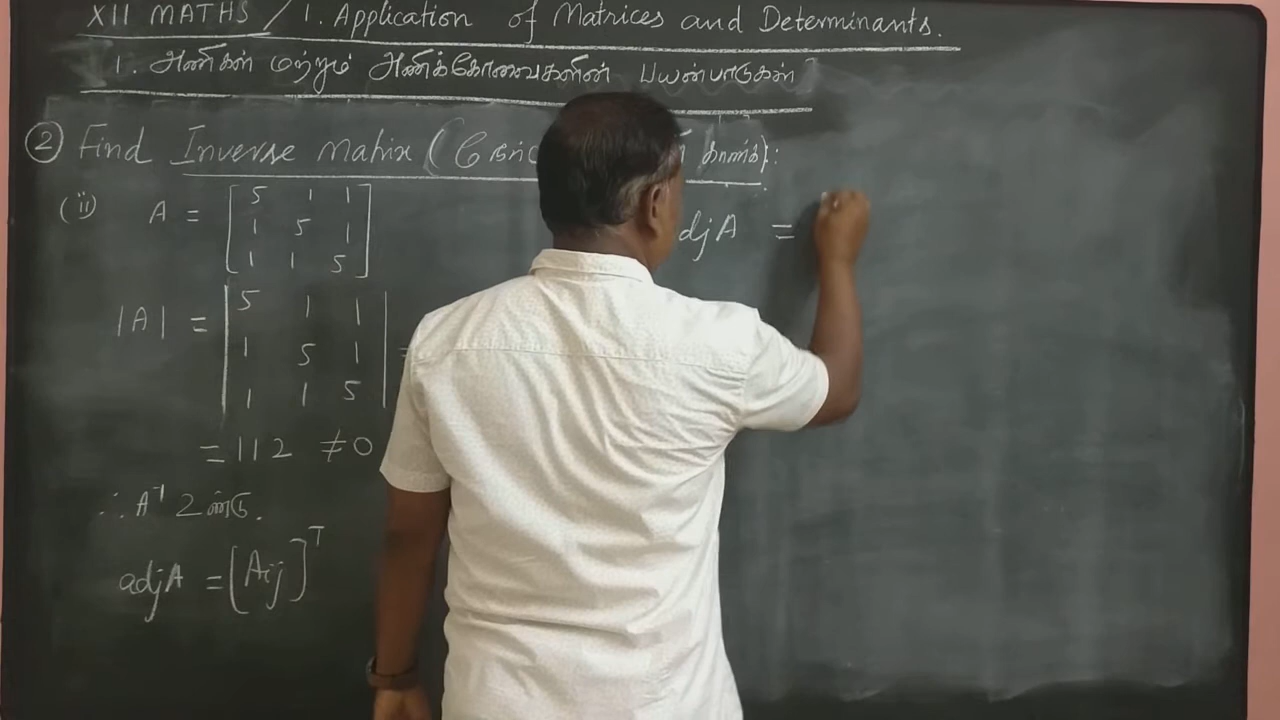 XII MATHS / 1. Application of Matrices and Determinants.
1. அணிகள் மற்றும் அணிக்கோவைகளின் பயன்பாடுகள்
② Find Inverse Matrix ( காண்க):
(ii) A = [5 1 1
1 5 1
1 1 5]
|A| = |5 1 1
1 5 1
1 1 5| =
= 112 ≠ 0
∴ A⁻¹ உண்டு.
adjA = [Aij]ᵀ
djA =